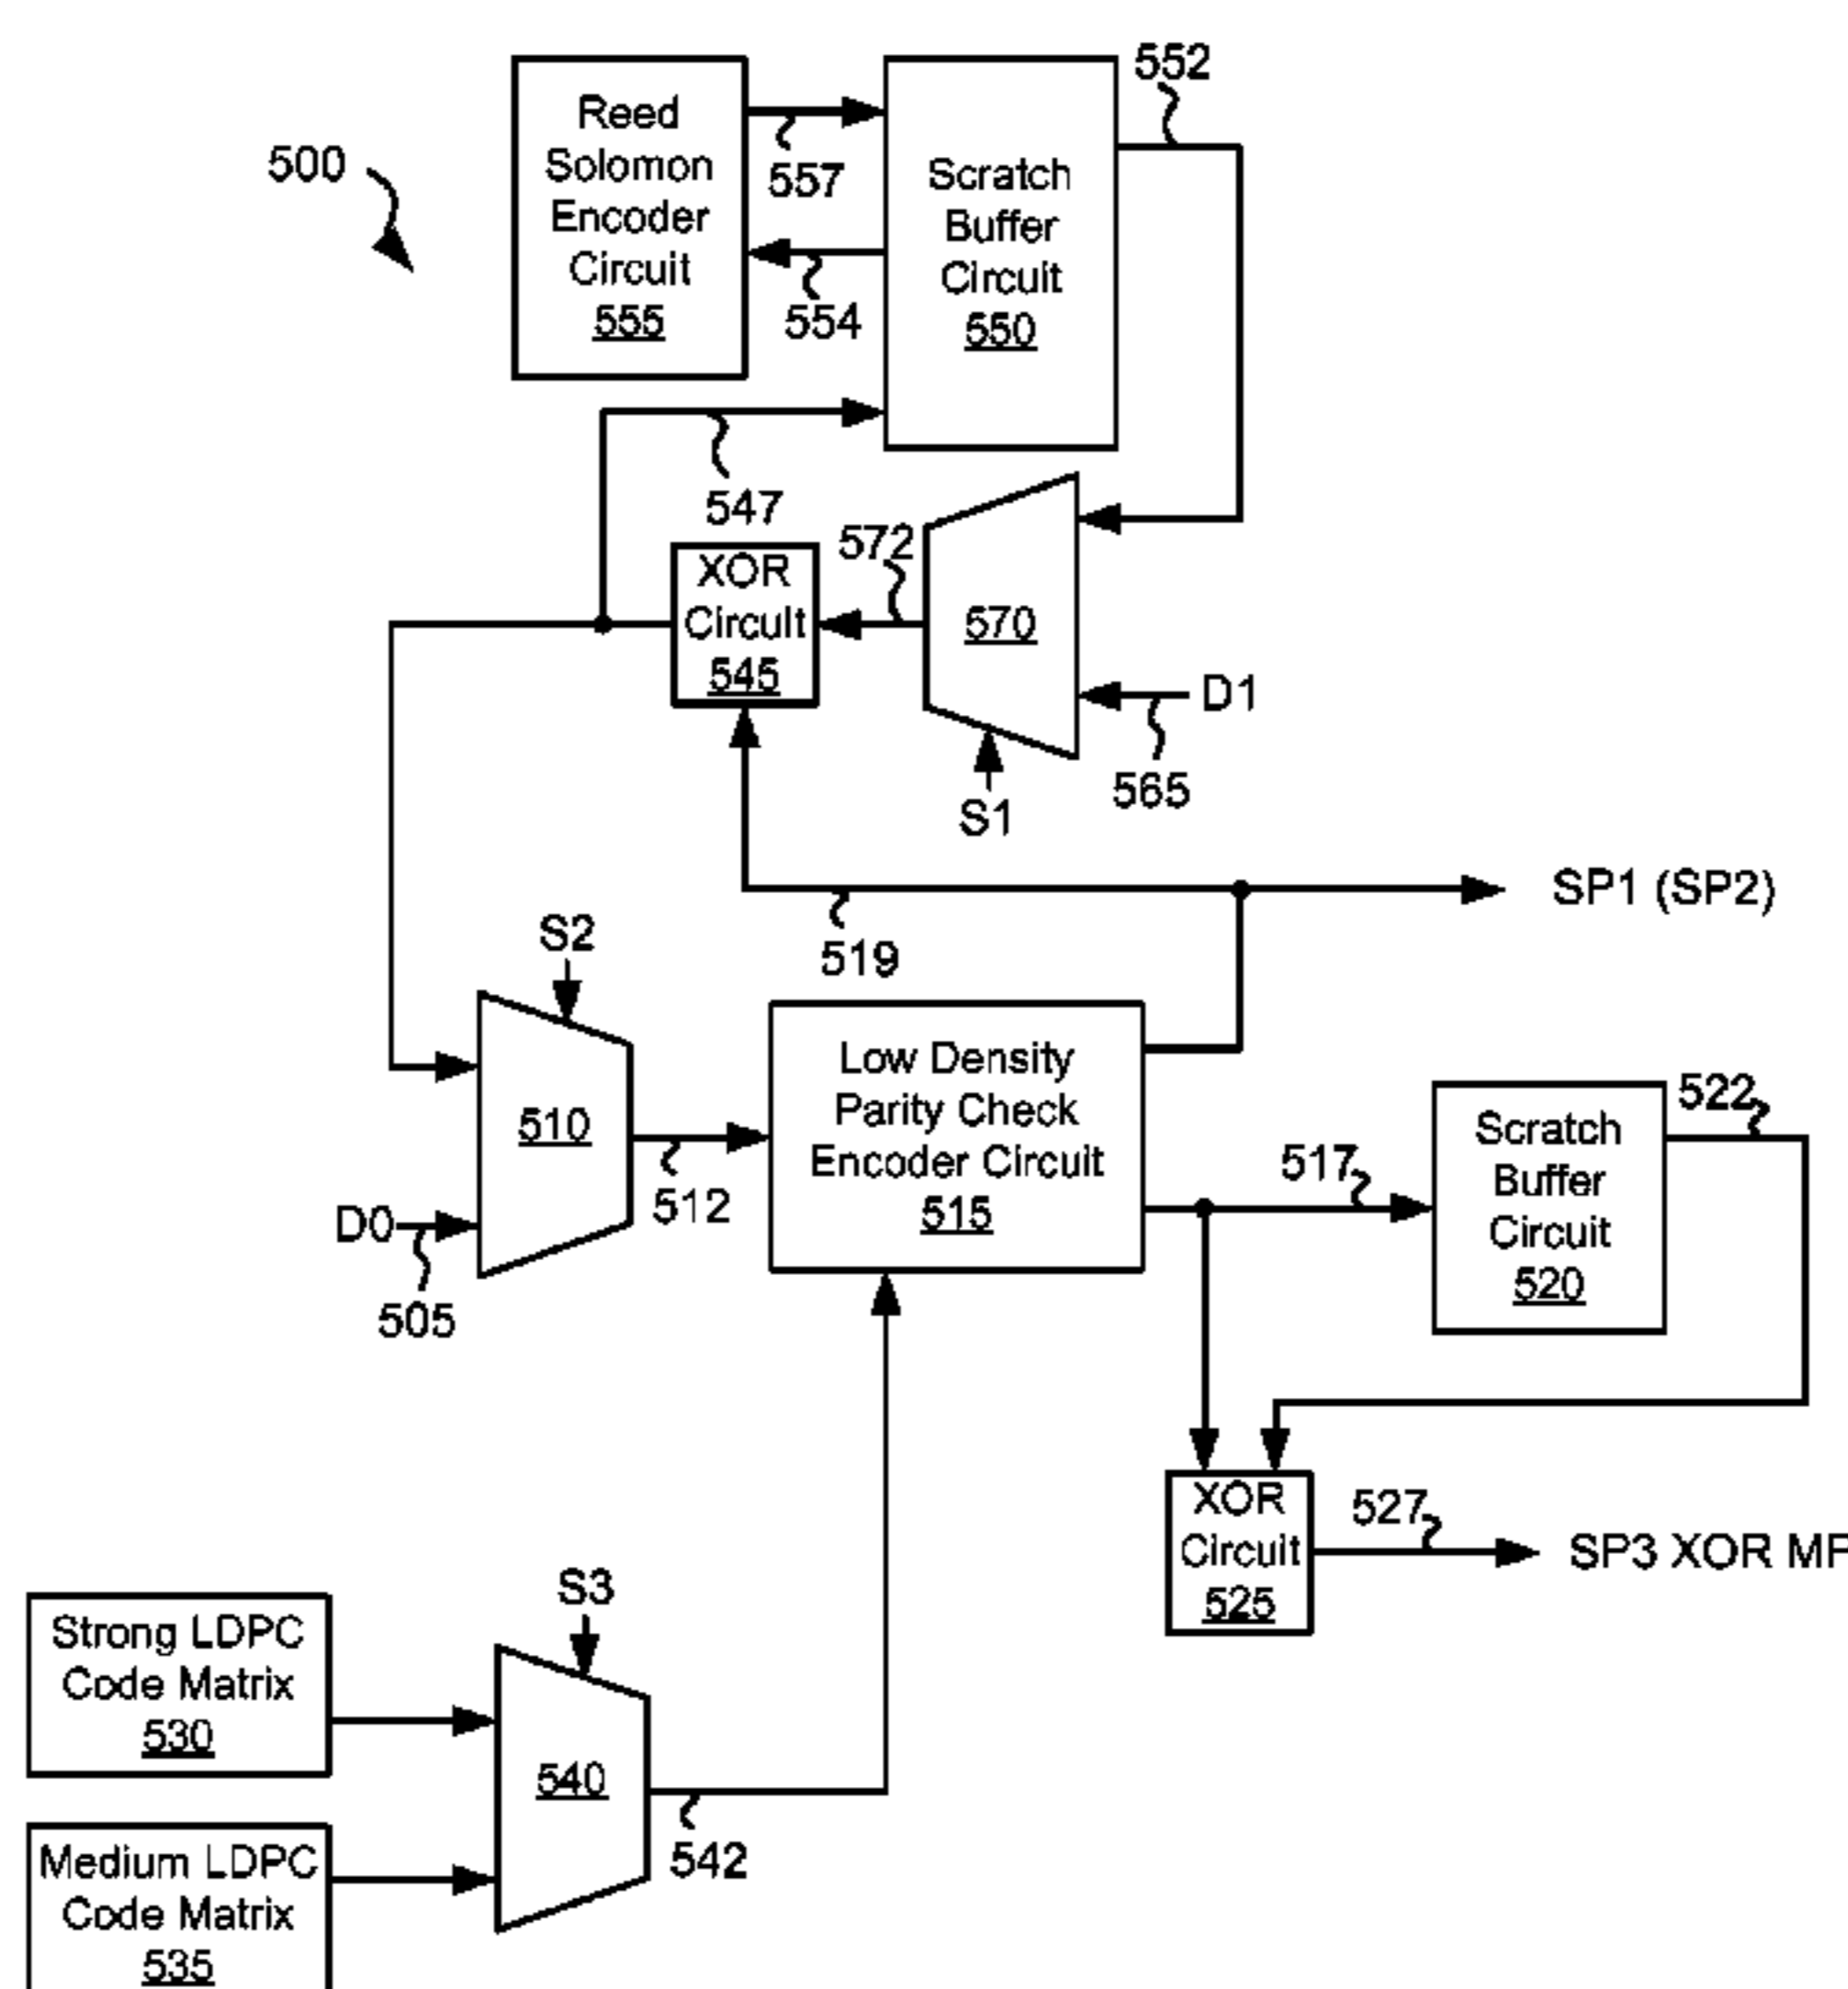 500
Reed
Solomon
Encoder
Circuit
555
557
554
Scratch
Buffer
Circuit
550
552
547
572
XOR
Circuit
545
570
D1
565
S1
SP1 (SP2)
519
S2
510
D0
505
512
Low Density
Parity Check
Encoder Circuit
515
517
Scratch
Buffer
Circuit
520
522
XOR
Circuit
525
527
SP3 XOR MP
Strong LDPC
Code Matrix
530
S3
540
542
Medium LDPC
Code Matrix
535